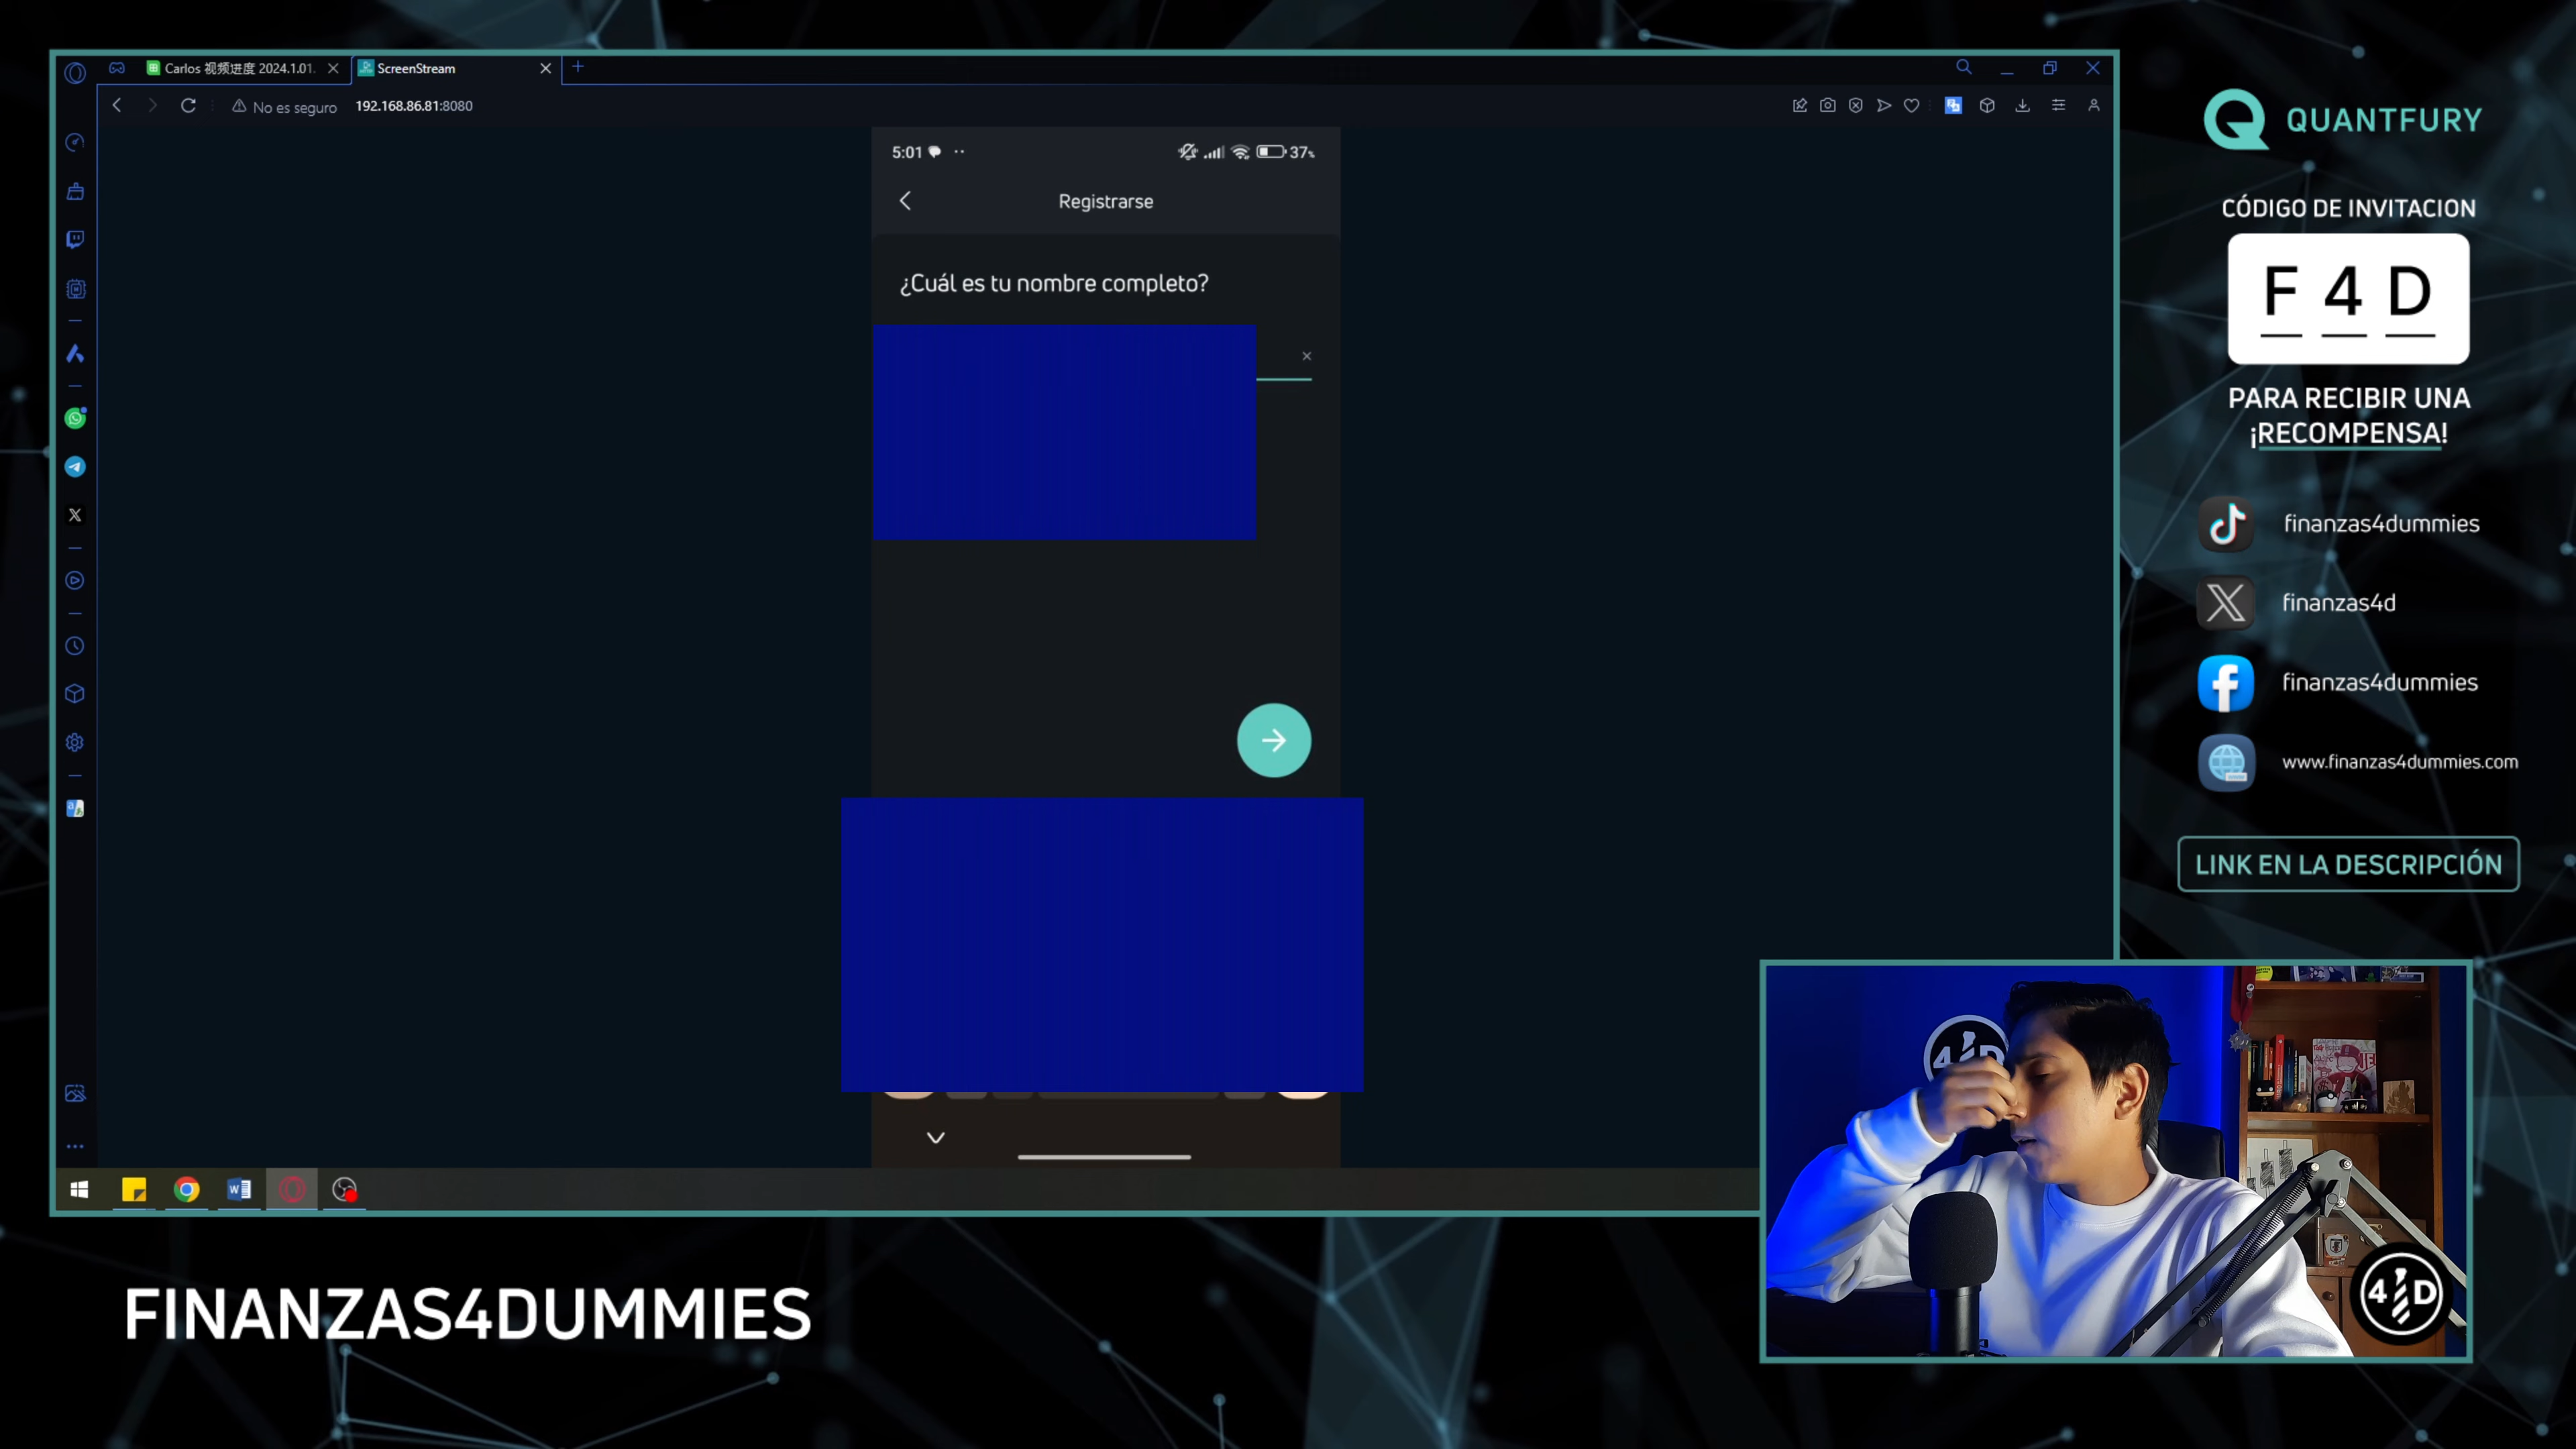 Carlos 视频进度 2024.1.01.
ScreenStream
No es seguro
192.168.86.81:8080
5:01
37%
Registrarse
¿Cuál es tu nombre completo?
QUANTFURY
CÓDIGO DE INVITACION
F 4 D
PARA RECIBIR UNA
¡RECOMPENSA!
finanzas4dummies
finanzas4d
finanzas4dummies
www.finanzas4dummies.com
LINK EN LA DESCRIPCIÓN
4D
4D
FINANZAS4DUMMIES